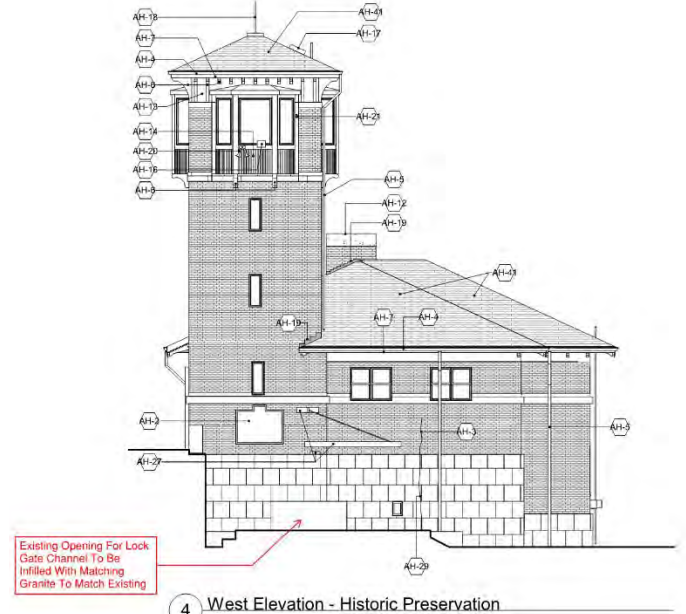 AH-18
AH-41
AH-17
AH-7
AH-4
AH-6
AH-13
AH-21
AH-14
AH-20
AH-16
AH-6
AH-5
AH-12
AH-19
AH-41
AH-19
AH-7
AH-4
AH-2
AH-3
AH-5
AH-27
AH-29
Existing Opening For Lock
Gate Channel To Be
Infilled With Matching
Granite To Match Existing
4 West Elevation - Historic Preservation